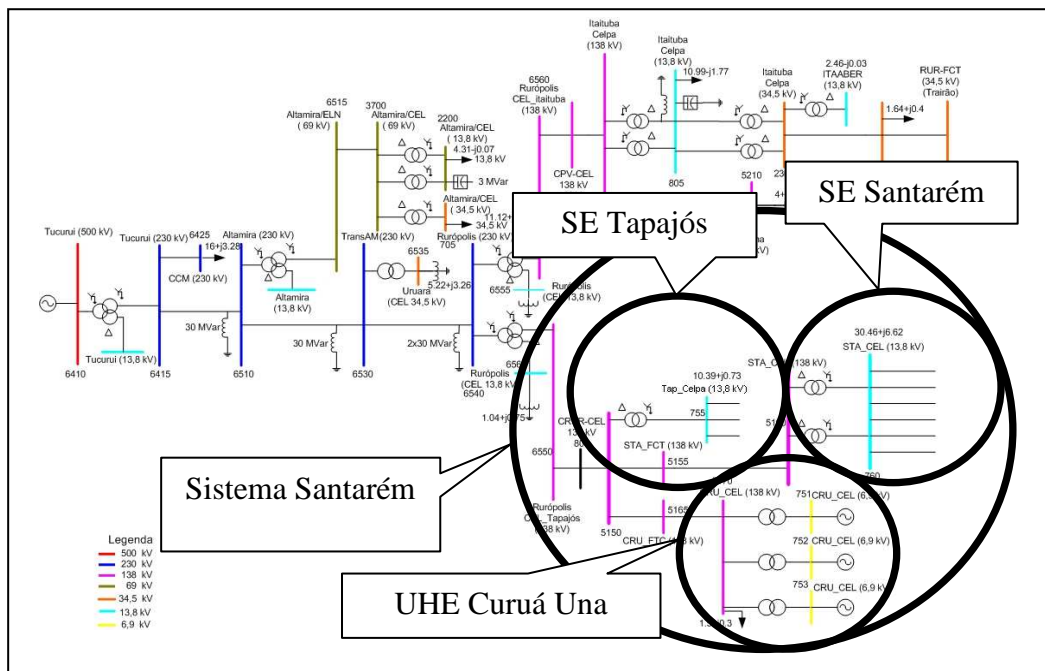 Itaituba
Celpa
(138 kV)
Itaituba
Celpa
(13,8 kV)
10.99-j1.77
2.46-j0.03
ITAABER
(13,8 kV)
RUR-FCT
(34,5 kV)
(Trairão)
Itaituba
Celpa
(34,5 kV)
1.64+j0.4
6560
Rurópolis
CEL_itaituba
(138 kV)
CPV-CEL
138 kV
805
5210
6515
Altamira/ELN
( 69 kV)
3700
Altamira/CEL
( 69 kV)
2200
Altamira/CEL
( 13,8 kV)
4.31-j0.07
13,8 kV
3 MVar
Altamira/CEL
( 34,5 kV)
11.12+
34,5 kV
705
SE Tapajós
SE Santarém
Tucurui (500 kV)
Tucurui (230 kV)
6425
16+j3.28
CCM (230 kV)
Altamira (230 kV)
Altamira
(13,8 kV)
TransAM (230 kV)
6535
Uruara
(CEL 34,5 kV)
5.22+j3.26
Rurópolis (230 kV)
6555
Rurópolis
(CEL 13,8 kV)
30 MVar
30 MVar
2x30 MVar
Tucurui (13,8 kV)
6410
6415
6510
6530
6540
Rurópolis
(CEL 13,8 kV)
30.46+j6.62
STA_CEL (13,8 kV)
10.39+j0.73
Tap_Celpa (13,8 kV)
755
138 kV)
760
STA_FCT (138 kV)
5155
6550
Rurópolis
5150
5165
CRU_CEL (138 kV)
751
CRU_CEL (6,9 kV)
752
CRU_CEL (6,9 kV)
753
CRU_CEL (6,9 kV)
Sistema Santarém
UHE Curuá Una
Legenda
500 kV
230 kV
138 kV
69 kV
34,5 kV
13,8 kV
6,9 kV